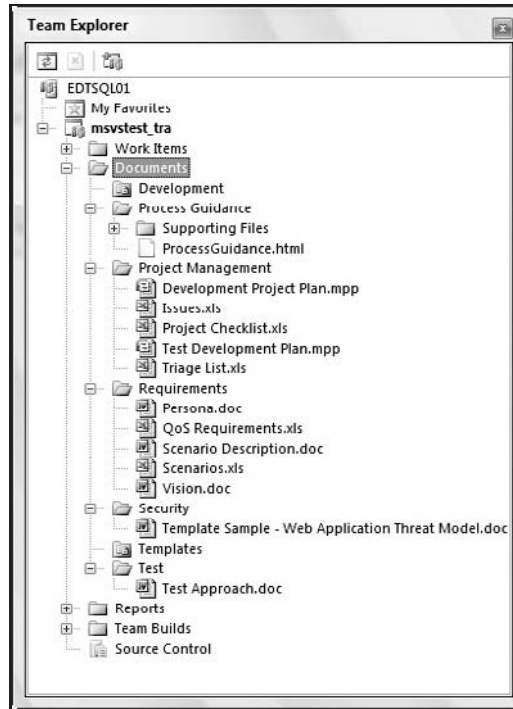 Team Explorer
EDTSQL01
My Favorites
msvstest_tra
Work Items
Documents
Development
Process Guidance
Supporting Files
ProcessGuidance.html
Project Management
Development Project Plan.mpp
Issues.xls
Project Checklist.xls
Test Development Plan.mpp
Triage List.xls
Requirements
Persona.doc
QoS Requirements.xls
Scenario Description.doc
Scenarios.xls
Vision.doc
Security
Template Sample - Web Application Threat Model.doc
Templates
Test
Test Approach.doc
Reports
Team Builds
Source Control